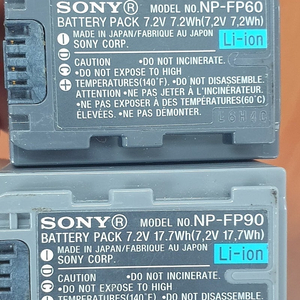 SONY® MODEL NO. NP-FP60
BATTERY PACK 7.2V 7.2Wh(7,2V 7,2Wh)
MADE IN JAPAN/FABRIQUE AU JAPON
SONY CORP. Li-ion
•DO NOT INCINERATE.
•DO NOT EXPOSE TO HIGH
TEMPERATURES(140°F). •DO NOT DISASSEMBLE.
ATTENTION •NE PAS JETER À L'INCINÉRATEUR.
•NE PAS EXPOSER A DES TEMPÉRATURES(60°C)
ÉLEVÉES. •DÉMONTER NON.
SONY® MODEL NO. NP-FP90
BATTERY PACK 7.2V 17.7Wh(7,2V 17,7Wh)
MADE IN JAPAN/FABRIQUE AU JAPON
SONY CORP. Li-ion
•DO NOT INCINERATE.
•DO NOT EXPOSE TO HIGH
TEMPERATURES(140°F). •DO NOT DISASSEMBLE.